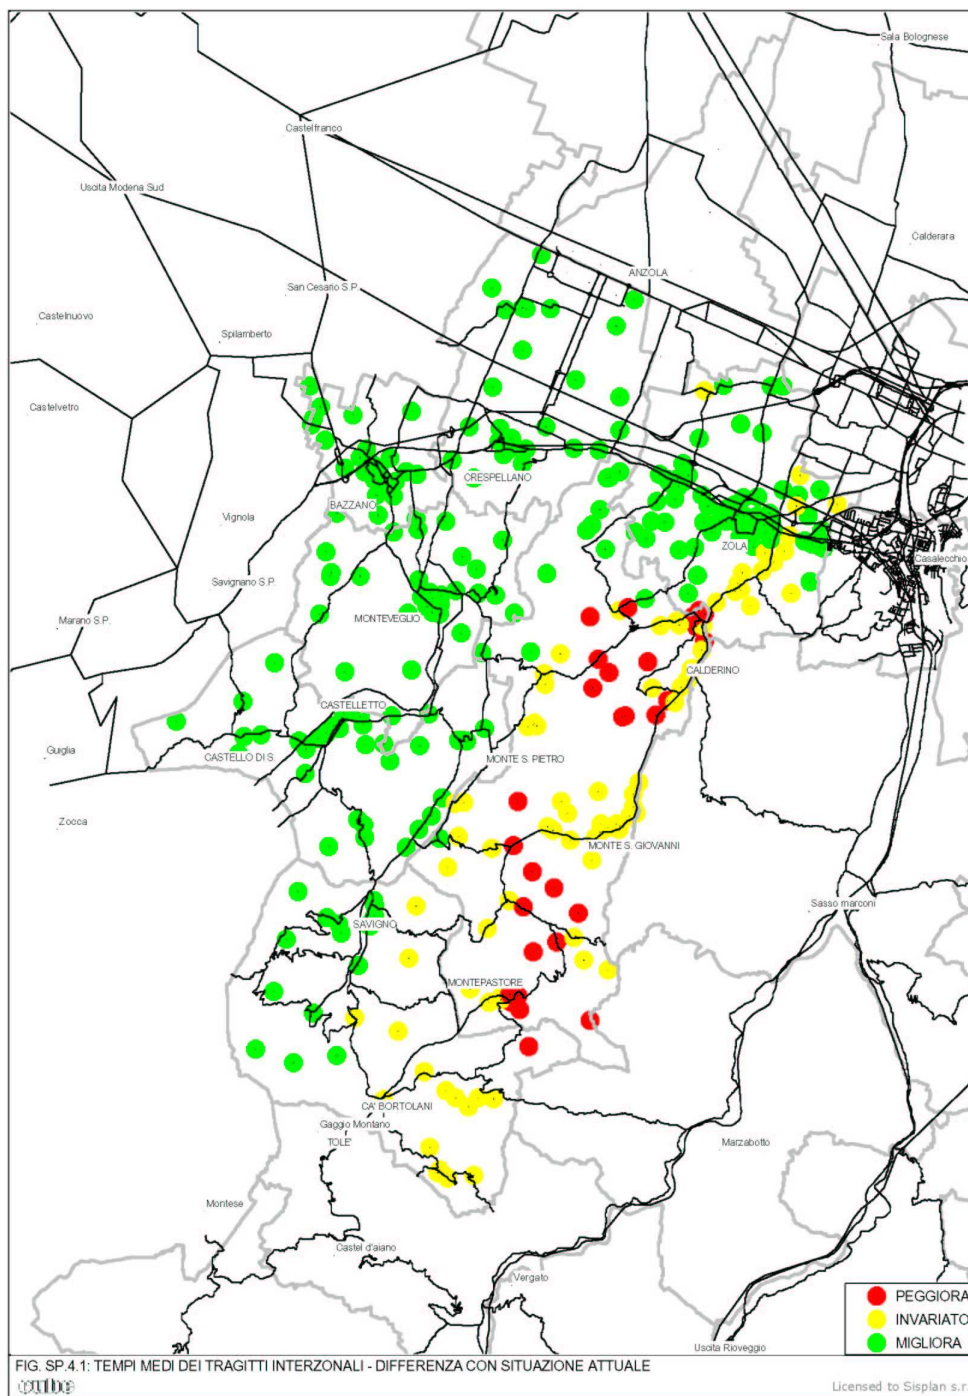 Sala Bolognese
Castelfranco
Uscita Modena Sud
Calderara
ANZOLA
San Cesario S.P.
Castelnuovo
Spilamberto
Castelvetro
CRESPELLANO
BAZZANO
Vignola
ZOLA
Casalecchio
Savignano S.P.
MONTEVEGLIO
Marano S.P.
CALDERINO
CASTELLETTO
Guiglia
CASTELLO DI S.
MONTE S. PIETRO
Zocca
MONTE S. GIOVANNI
Sasso marconi
SAVIGNO
MONTEPASTORE
CA' BORTOLANI
Gaggio Montano
TOLE'
Marzabotto
Montese
Castel d'aiano
Vergato
PEGGIORA
INVARIATO
MIGLIORA
Uscita Rioveggio
FIG. SP.4.1: TEMPI MEDI DEI TRAGITTI INTERZONALI - DIFFERENZA CON SITUAZIONE ATTUALE
Licensed to Sisplan s.r.